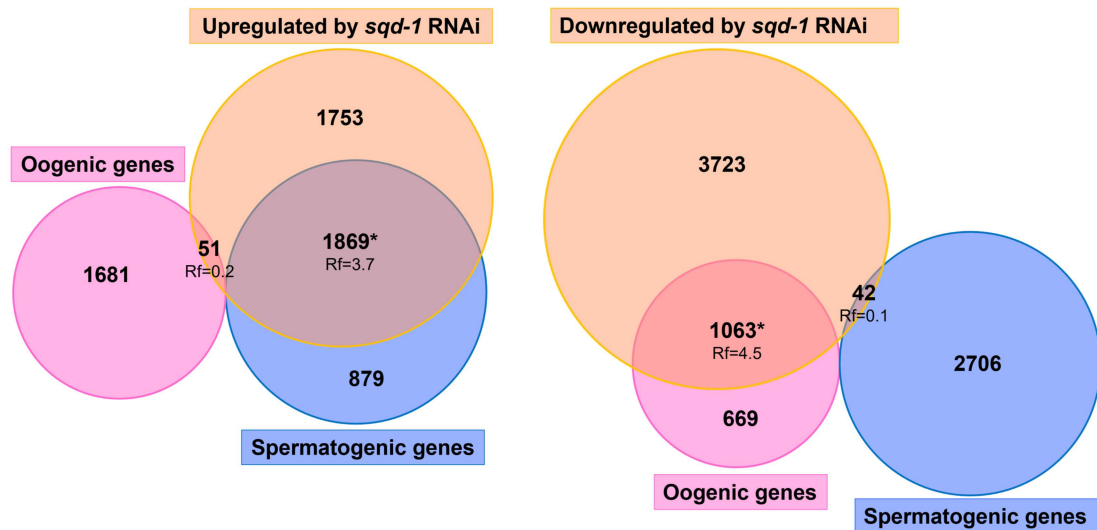 Upregulated by sqd-1 RNAi
1753
Oogenic genes
51
Rf=0.2
1681
1869*
Rf=3.7
879
Spermatogenic genes
Downregulated by sqd-1 RNAi
3723
42
Rf=0.1
1063*
Rf=4.5
2706
669
Oogenic genes
Spermatogenic genes